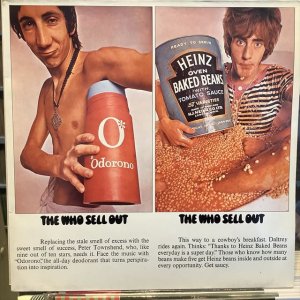 O°
Odorono
READY TO SERVE
HEINZ
OVEN
BAKED BEANS
WITH
TOMATO SAUCE
57 VARIETIES
THE WHO SELL OUT
Replacing the stale smell of excess with the
sweet smell of success, Peter Townshend, who, like
nine out of ten stars, needs it. Face the music with
"Odorono," the all-day deodorant that turns perspira-
tion into inspiration.
THE WHO SELL OUT
This way to a cowboy's breakfast. Daltrey
rides again. Thinks: "Thanks to Heinz Baked Beans
everyday is a super day." Those who know how many
beans make five get Heinz beans inside and outside at
every opportunity. Get saucy.